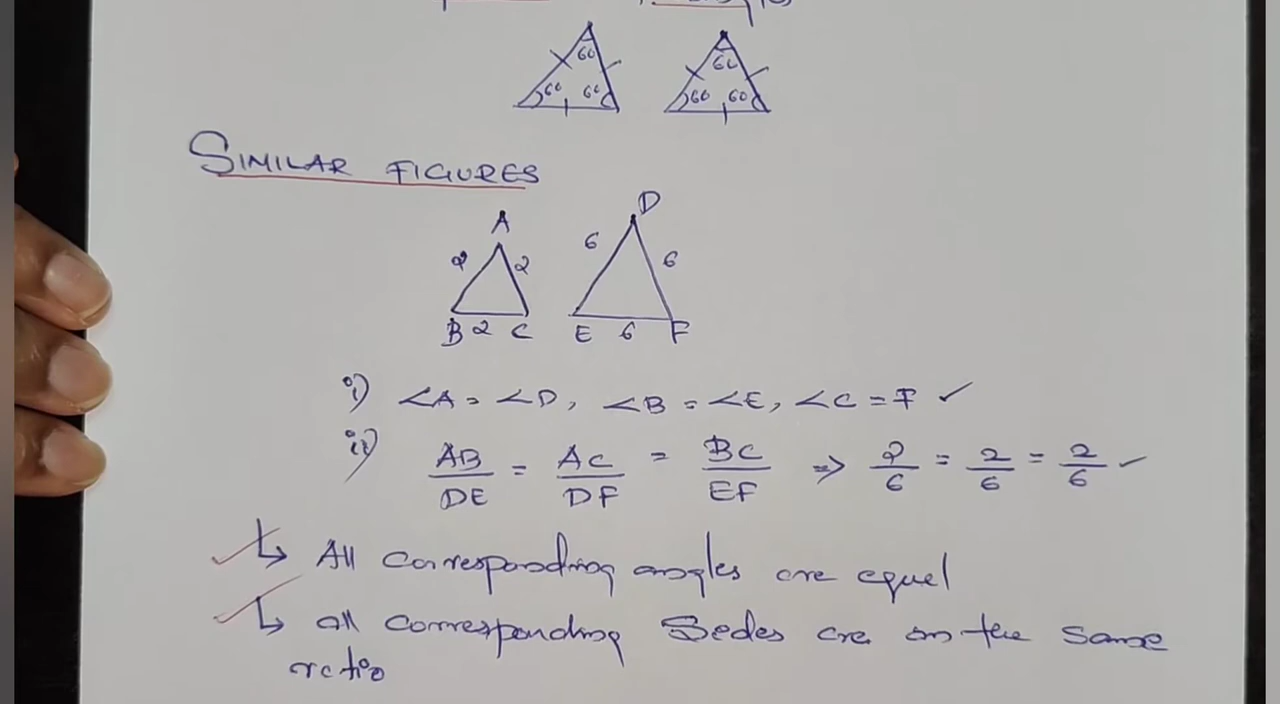 60 60
60 60 60 60
SIMILAR FIGURES
A D
2 2 6 6
B 2 C E 6 F
i) ∠A = ∠D, ∠B = ∠E, ∠C = F ✓
ii) AB/DE = AC/DF = BC/EF ⇒ 2/6 = 2/6 = 2/6 ✓
↳ All corresponding angles are equal
↳ all corresponding Sedes are on the same
ratio